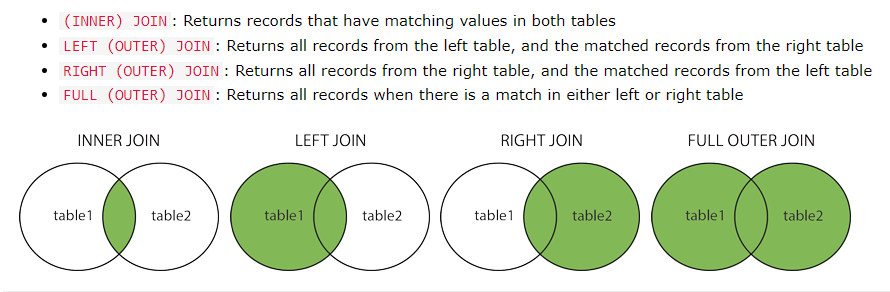 (INNER) JOIN: Returns records that have matching values in both tables
LEFT (OUTER) JOIN: Returns all records from the left table, and the matched records from the right table
RIGHT (OUTER) JOIN: Returns all records from the right table, and the matched records from the left table
FULL (OUTER) JOIN: Returns all records when there is a match in either left or right table
INNER JOIN LEFT JOIN RIGHT JOIN FULL OUTER JOIN
table1 table2 table1 table2 table1 table2 table1 table2